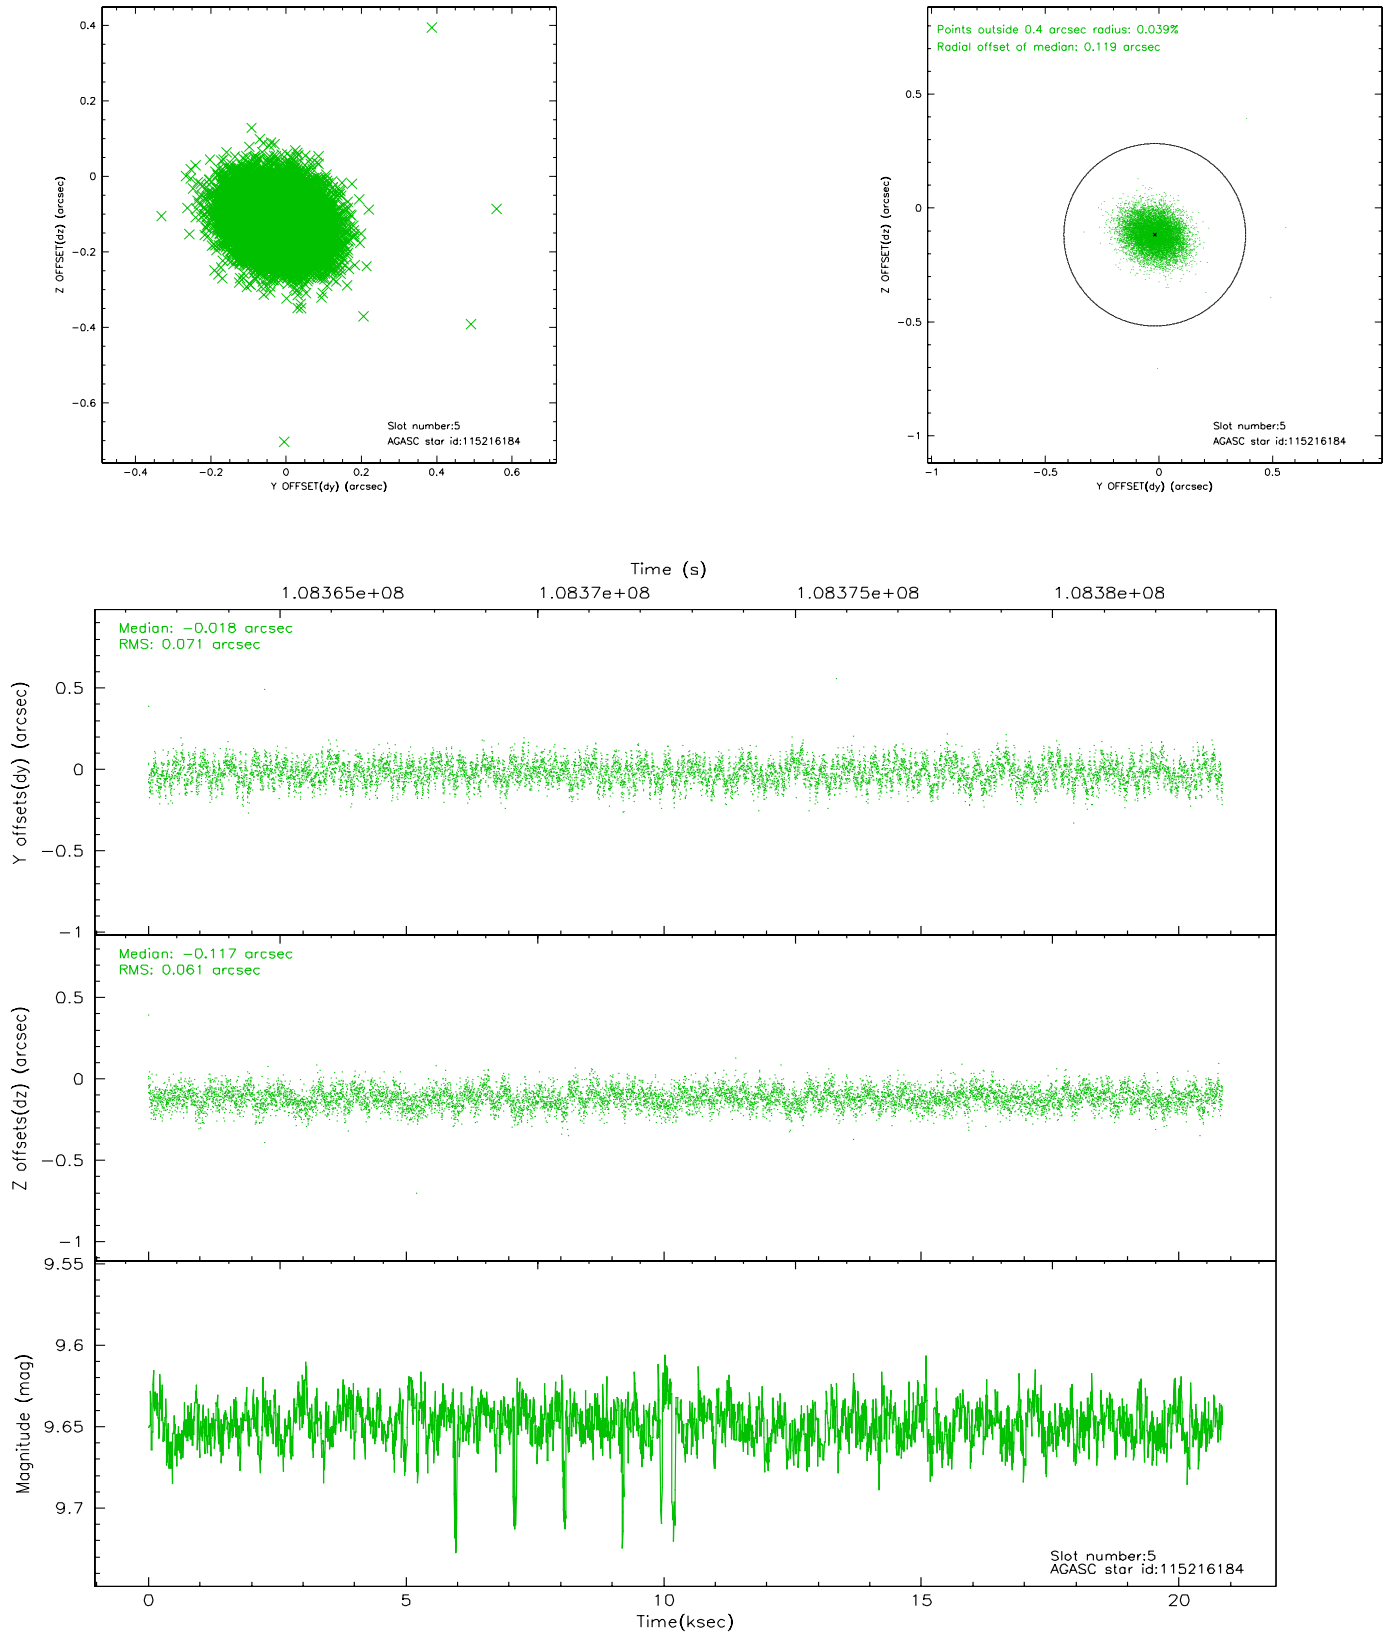 0.4
0.2
0
−0.2
−0.4
−0.6
Z OFFSET(dz) (arcsec)
Slot number:5
AGASC star id:115216184
−0.4 −0.2 0 0.2 0.4 0.6
Y OFFSET(dy) (arcsec)
Points outside 0.4 arcsec radius: 0.039%
Radial offset of median: 0.119 arcsec
0.5
0
−0.5
−1
Z OFFSET(dz) (arcsec)
Slot number:5
AGASC star id:115216184
−1 −0.5 0 0.5
Y OFFSET(dy) (arcsec)
Time (s)
1.08365e+08 1.0837e+08 1.08375e+08 1.0838e+08
Median: −0.018 arcsec
RMS: 0.071 arcsec
0.5
0
−0.5
−1
Y offsets(dy) (arcsec)
Median: −0.117 arcsec
RMS: 0.061 arcsec
0.5
0
−0.5
−1
Z offsets(dz) (arcsec)
9.55
9.6
9.65
9.7
Magnitude (mag)
Slot number:5
AGASC star id:115216184
0 5 10 15 20
Time(ksec)